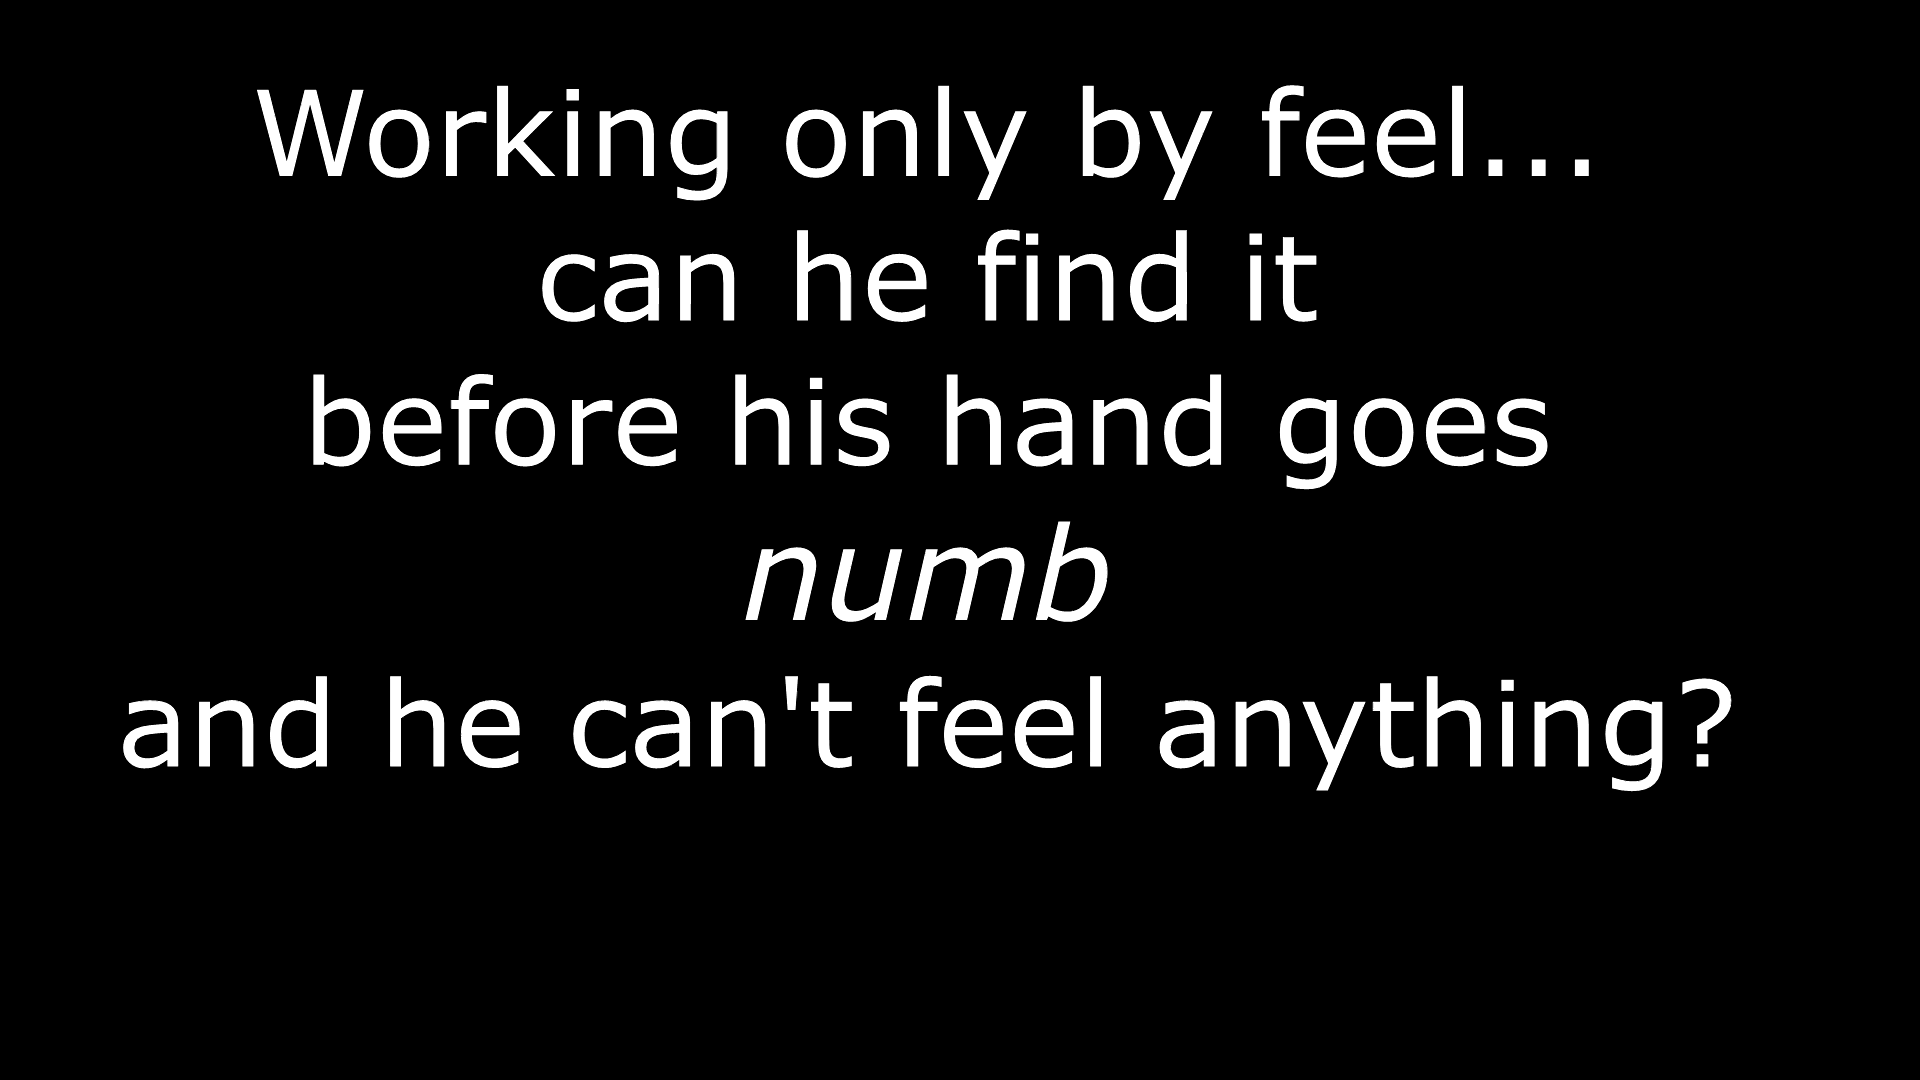 Working only by feel...
can he find it
before his hand goes
numb
and he can't feel anything?